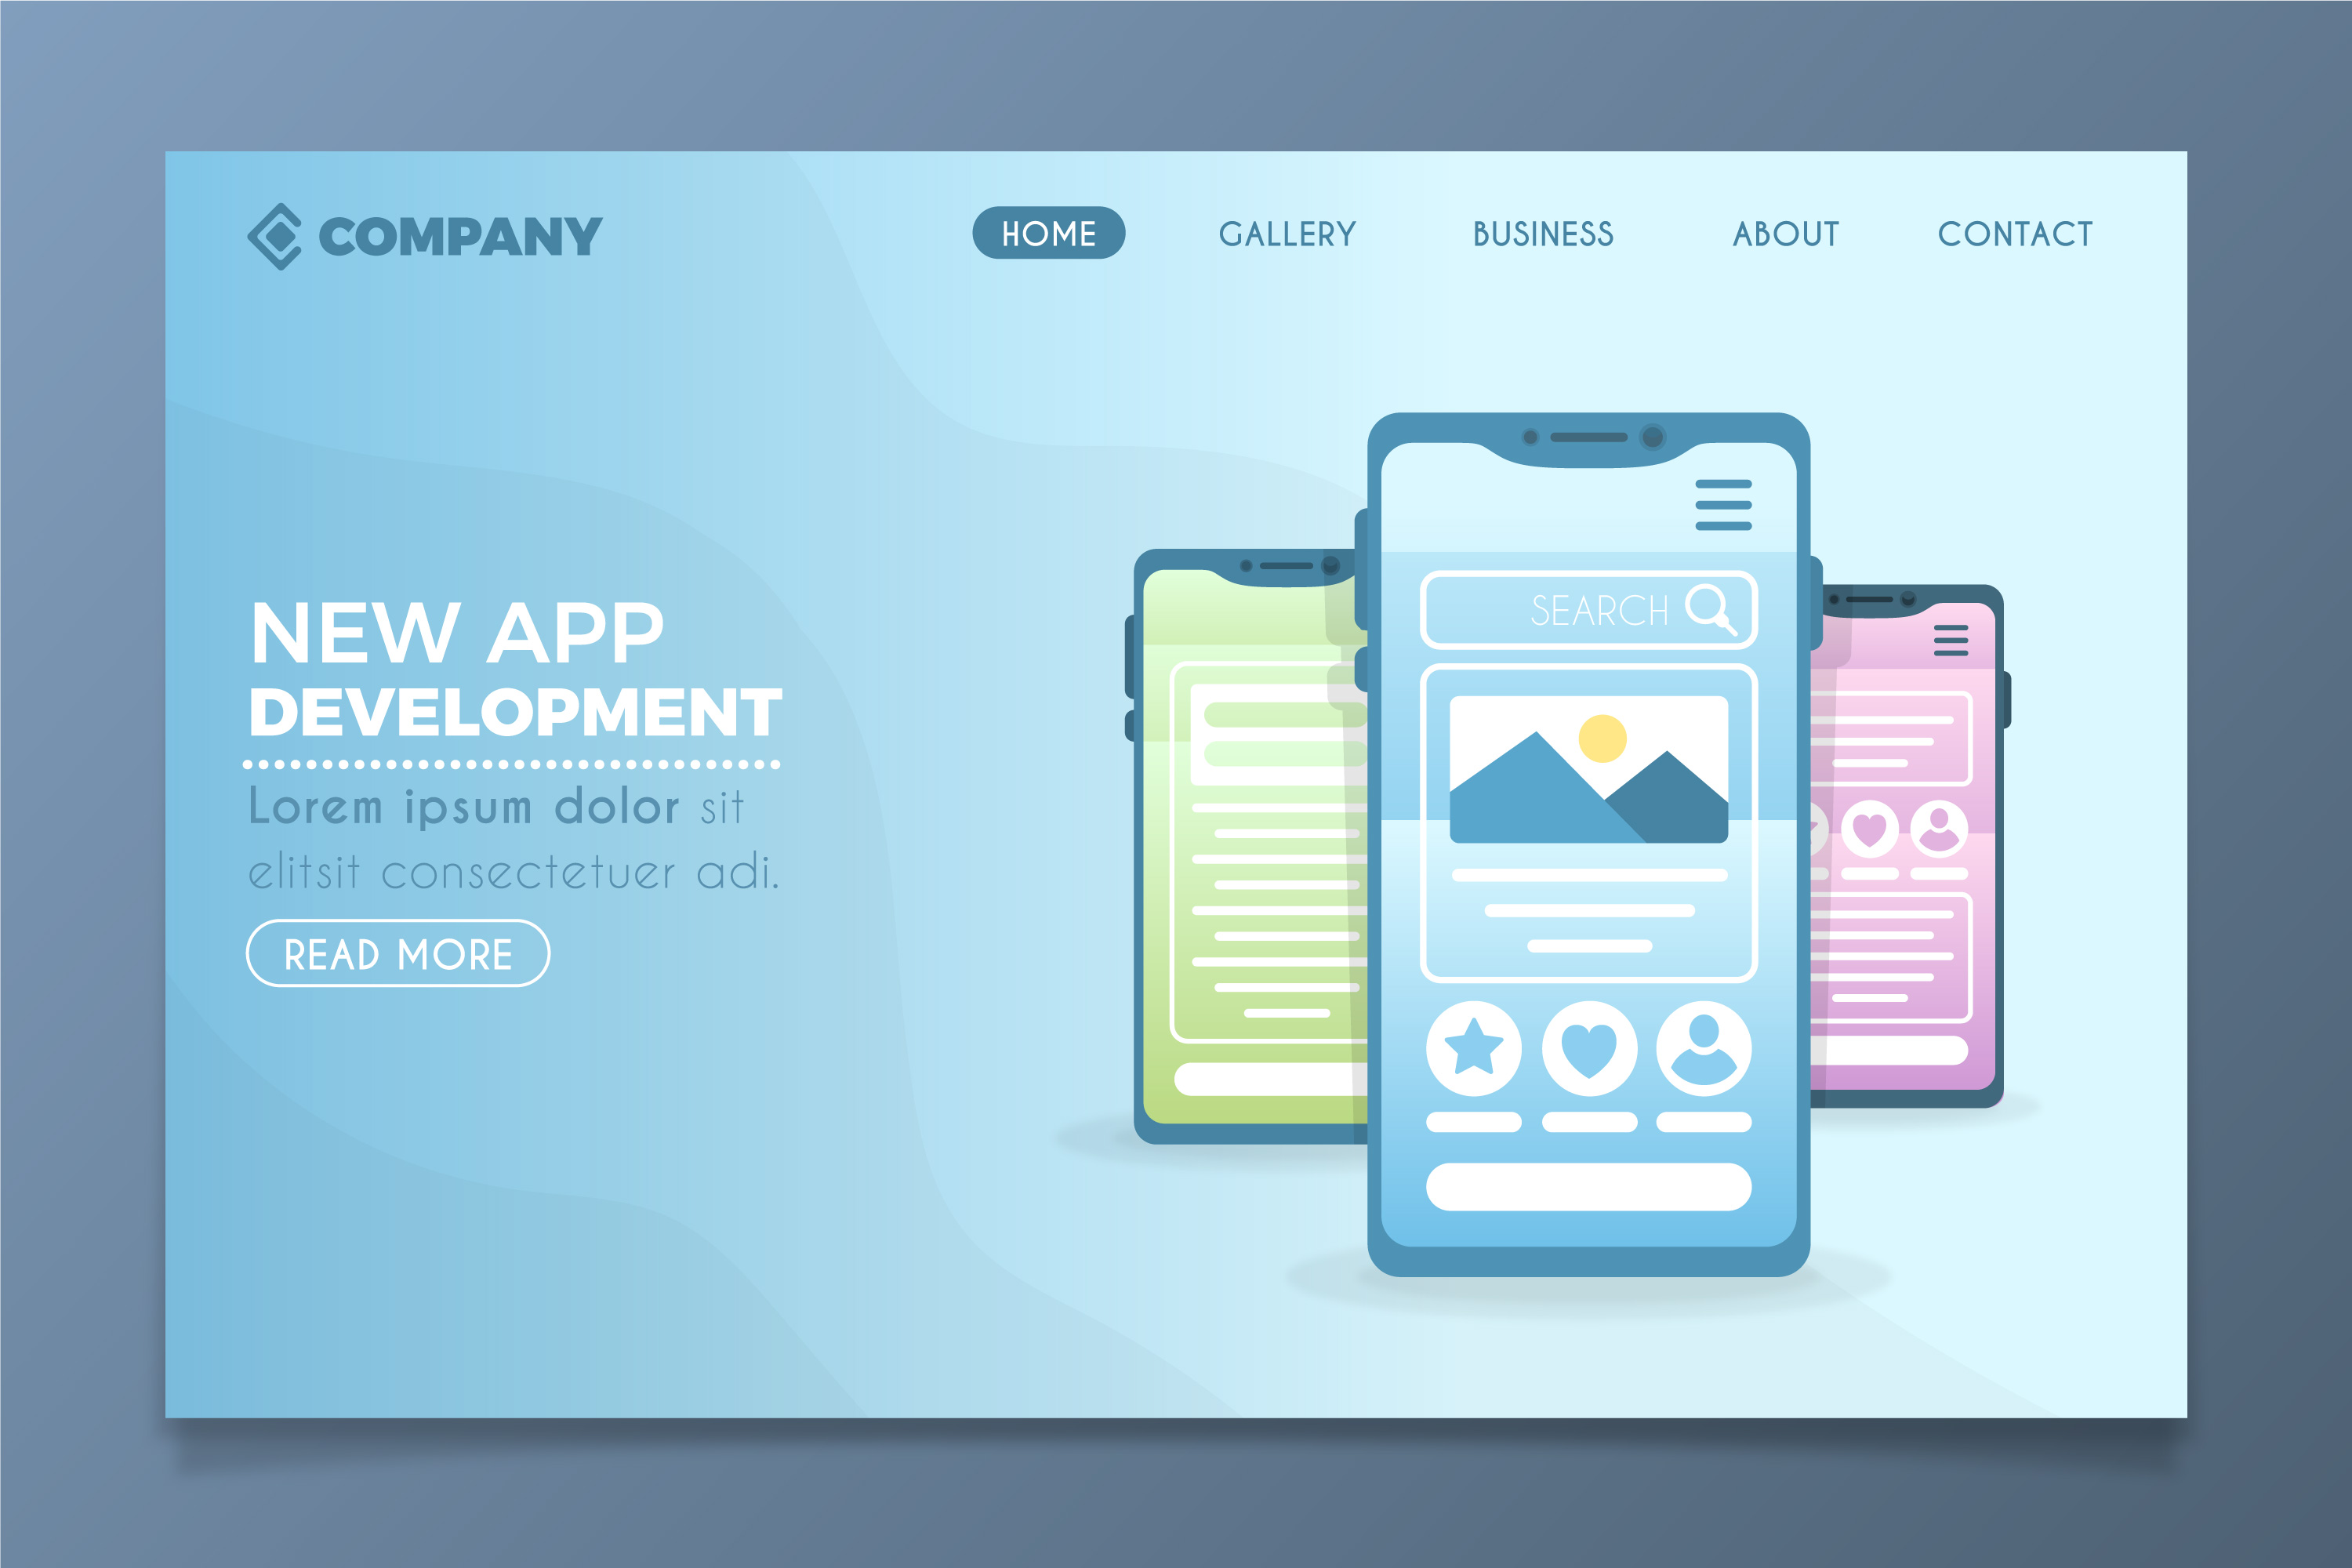 COMPANY
HOME GALLERY BUSINESS ABOUT CONTACT
SEARCH
NEW APP
DEVELOPMENT
Lorem ipsum dolor sit
elitsit consectetuer adi.
READ MORE